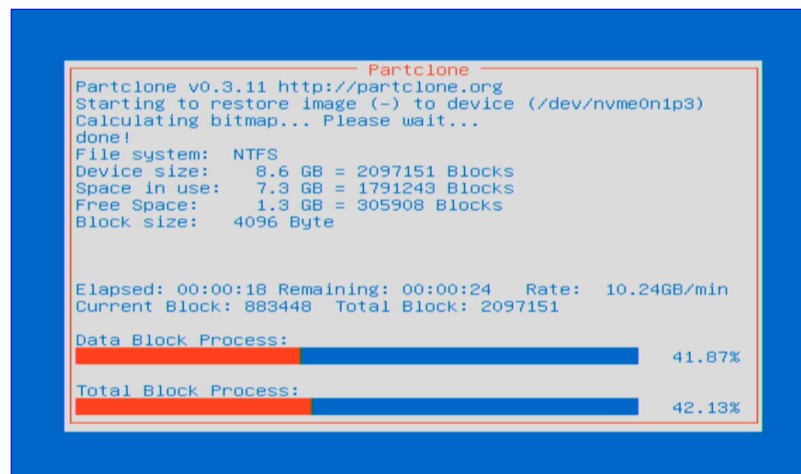 Partclone
Partclone v0.3.11 http://partclone.org
Starting to restore image (-) to device (/dev/nvme0n1p3)
Calculating bitmap... Please wait...
done!
File system: NTFS
Device size: 8.6 GB = 2097151 Blocks
Space in use: 7.3 GB = 1791243 Blocks
Free Space: 1.3 GB = 305908 Blocks
Block size: 4096 Byte
Elapsed: 00:00:18 Remaining: 00:00:24 Rate: 10.24GB/min
Current Block: 883448 Total Block: 2097151
Data Block Process:
41.87%
Total Block Process:
42.13%